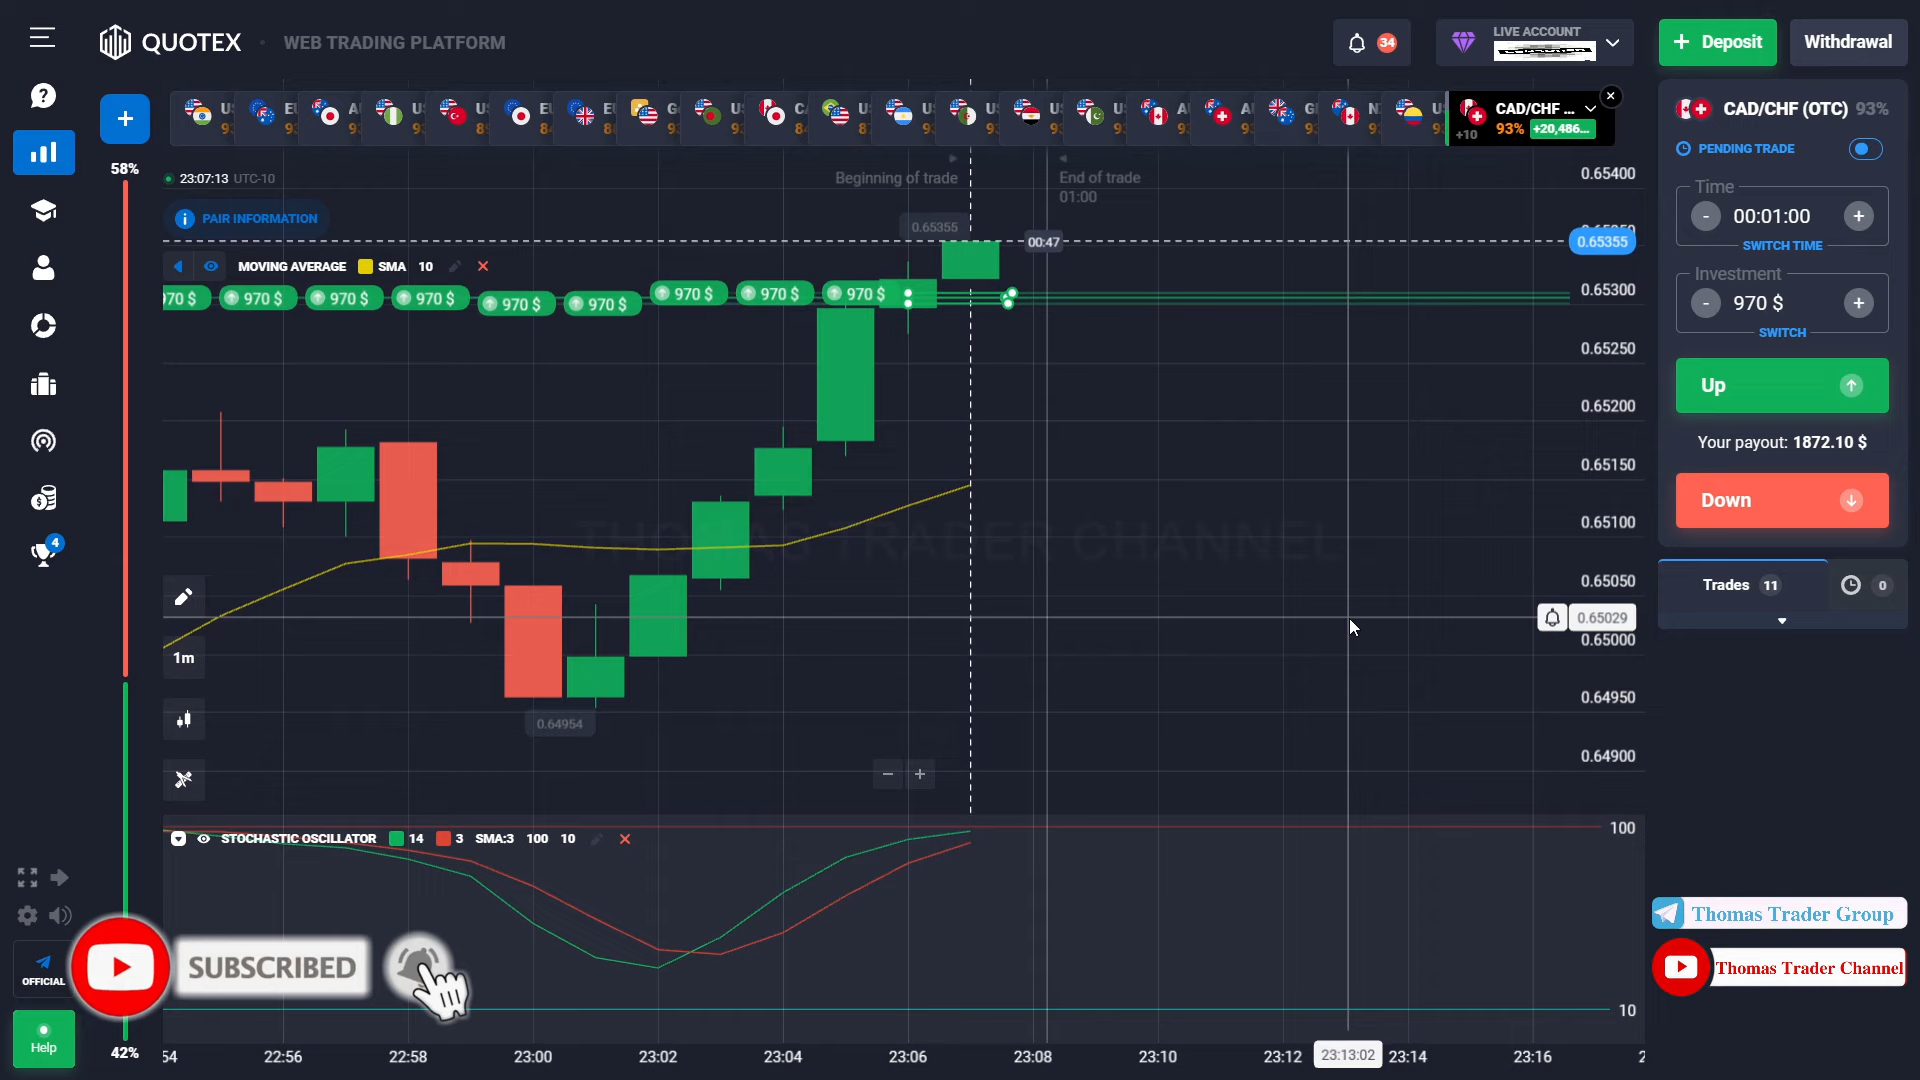 QUOTEX
WEB TRADING PLATFORM
34
LIVE ACCOUNT
+ Deposit
Withdrawal
CAD/CHF ...
+10
93%
+20,486...
CAD/CHF (OTC) 93%
PENDING TRADE
Time
- 00:01:00 +
SWITCH TIME
Investment
- 970 $ +
SWITCH
Up
Your payout: 1872.10 $
Down
Trades 11
0
58%
23:07:13 UTC-10
PAIR INFORMATION
Beginning of trade
End of trade
01:00
0.65355
00:47
0.65355
MOVING AVERAGE SMA 10
970 $
970 $
970 $
970 $
970 $
970 $
970 $
970 $
0.65400
0.65300
0.65250
0.65200
0.65150
0.65100
0.65050
0.65029
0.65000
0.64950
0.64900
THOMAS TRADER CHANNEL
1m
0.64954
4
STOCHASTIC OSCILLATOR 14 3 SMA:3 100 10
100
10
OFFICIAL
SUBSCRIBED
Help
42%
Thomas Trader Group
Thomas Trader Channel
22:56
22:58
23:00
23:02
23:04
23:06
23:08
23:10
23:12
23:13:02
23:14
23:16